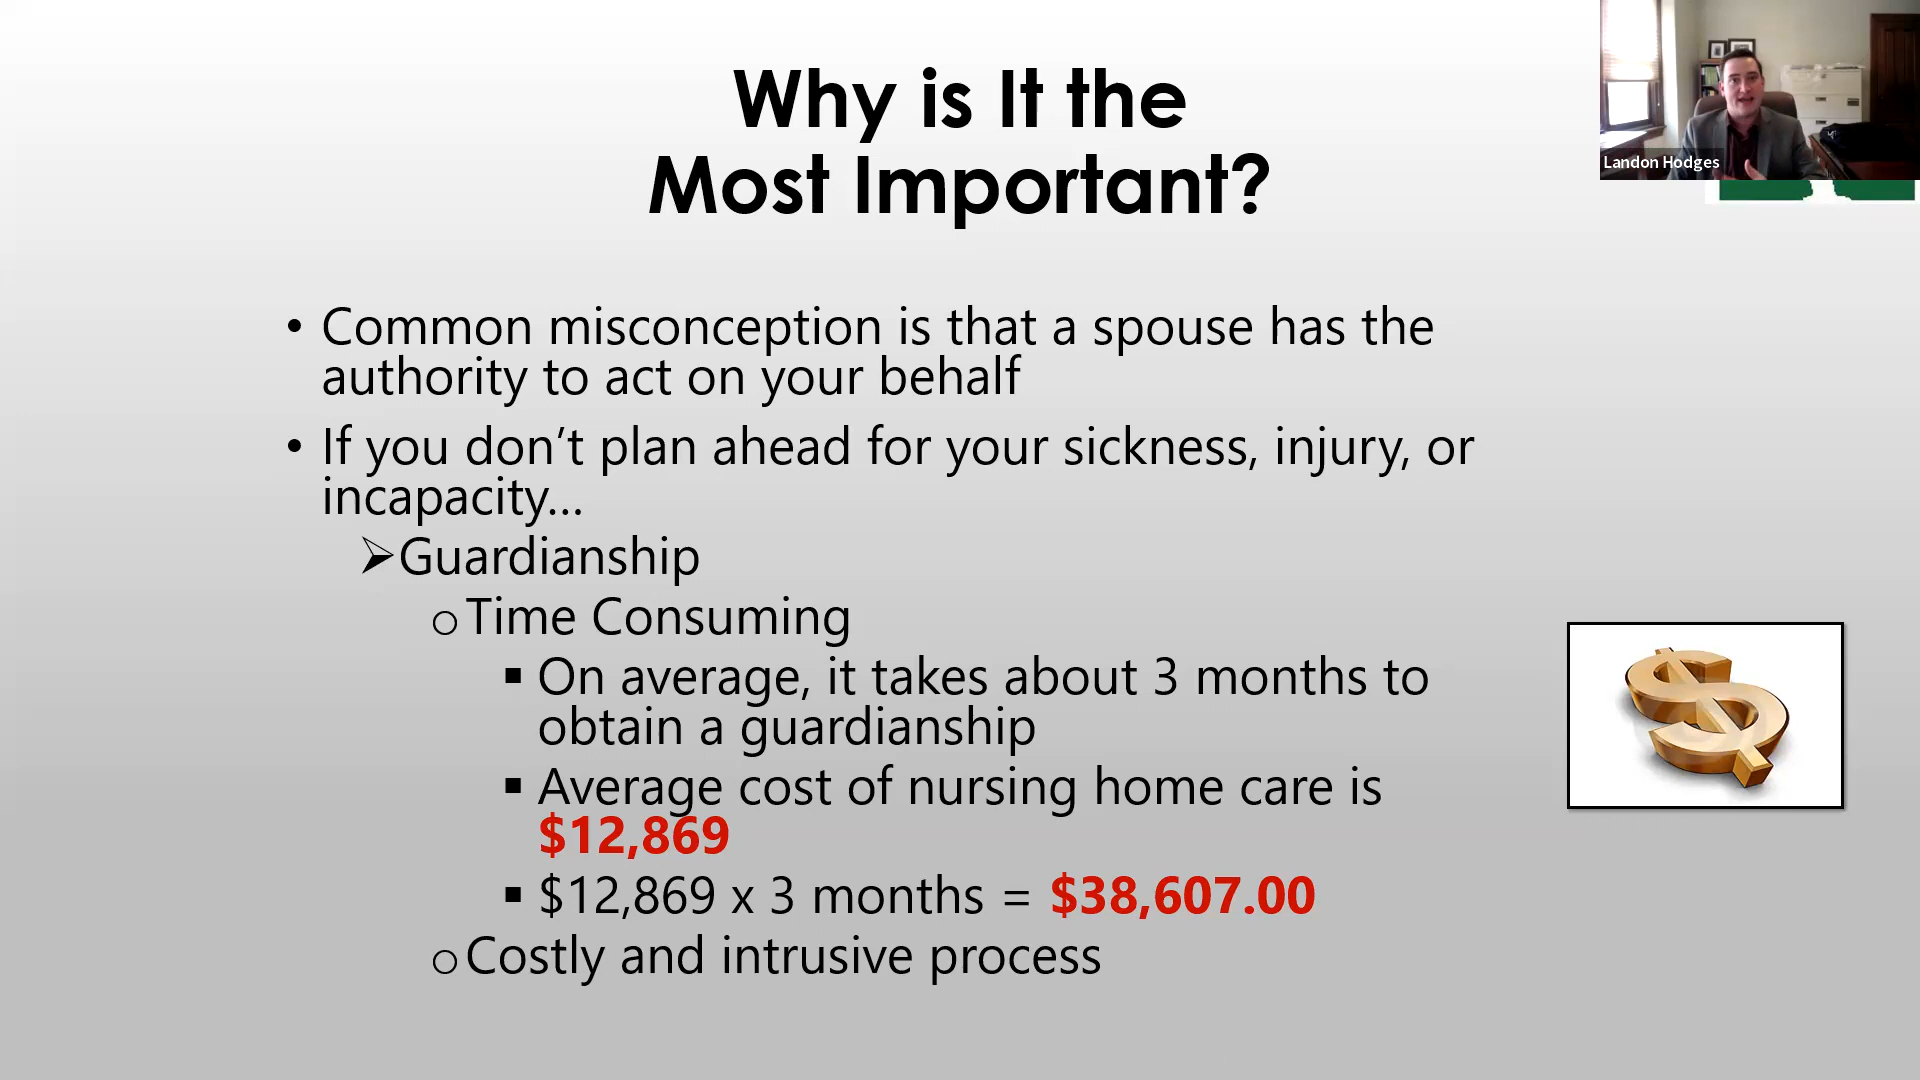 Why is It the
Most Important?
Landon Hodges
• Common misconception is that a spouse has the
authority to act on your behalf
• If you don’t plan ahead for your sickness, injury, or
incapacity…
➢Guardianship
oTime Consuming
▪ On average, it takes about 3 months to
obtain a guardianship
▪ Average cost of nursing home care is
$12,869
▪ $12,869 x 3 months = $38,607.00
oCostly and intrusive process